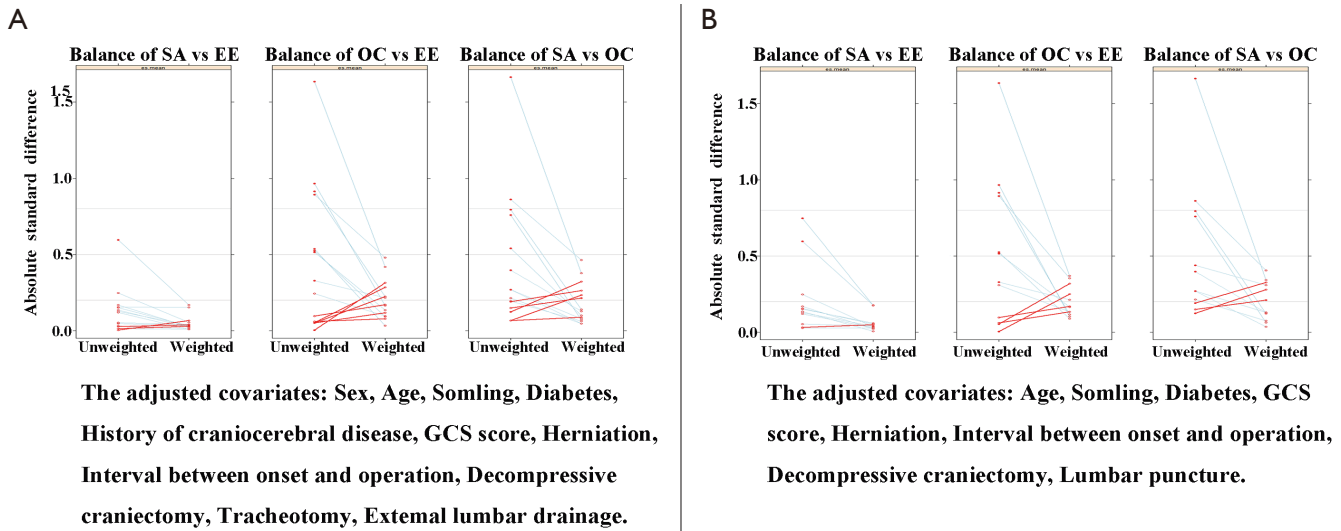 A
Balance of SA vs EE
Balance of OC vs EE
Balance of SA vs OC
es.mean
es.mean
es.mean
Absolute standard difference
1.5
1.5
1.0
0.5
0.0
Unweighted Weighted
Unweighted Weighted
Unweighted Weighted
The adjusted covariates: Sex, Age, Somling, Diabetes,
History of craniocerebral disease, GCS score, Herniation,
Interval between onset and operation, Decompressive
craniectomy, Tracheotomy, External lumbar drainage.
B
Balance of SA vs EE
Balance of OC vs EE
Balance of SA vs OC
es.mean
es.mean
es.mean
Absolute standard difference
1.5
1.0
0.5
0.0
Unweighted Weighted
Unweighted Weighted
Unweighted Weighted
The adjusted covariates: Age, Somling, Diabetes, GCS
score, Herniation, Interval between onset and operation,
Decompressive craniectomy, Lumbar puncture.